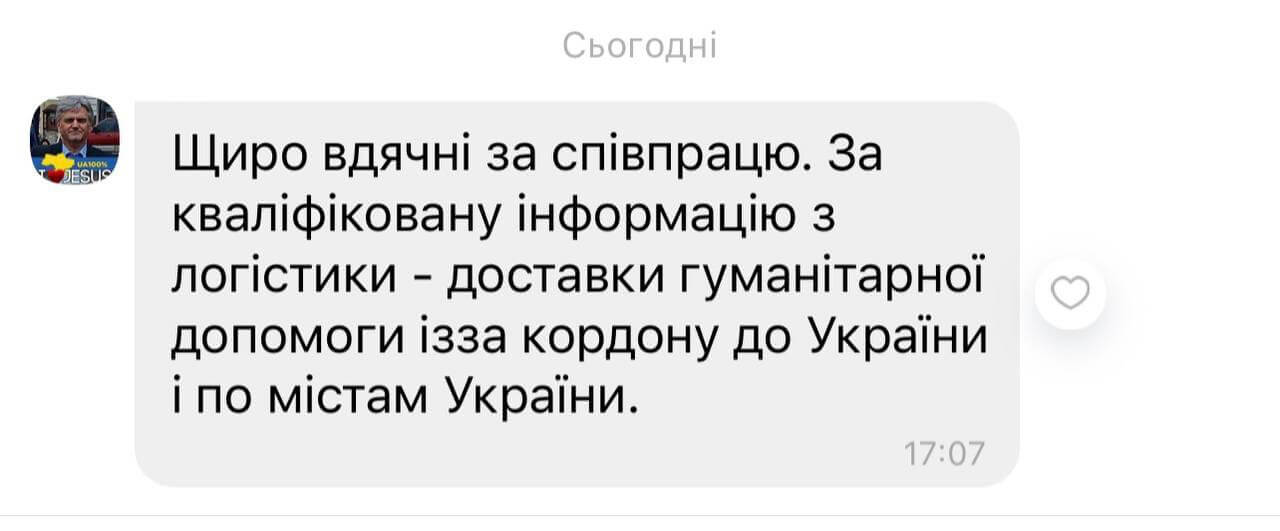 Сьогодні
UA100%
I ❤ JESUS
Щиро вдячні за співпрацю. За
кваліфіковану інформацію з
логістики - доставки гуманітарної
допомоги ізза кордону до України
і по містам України.
17:07